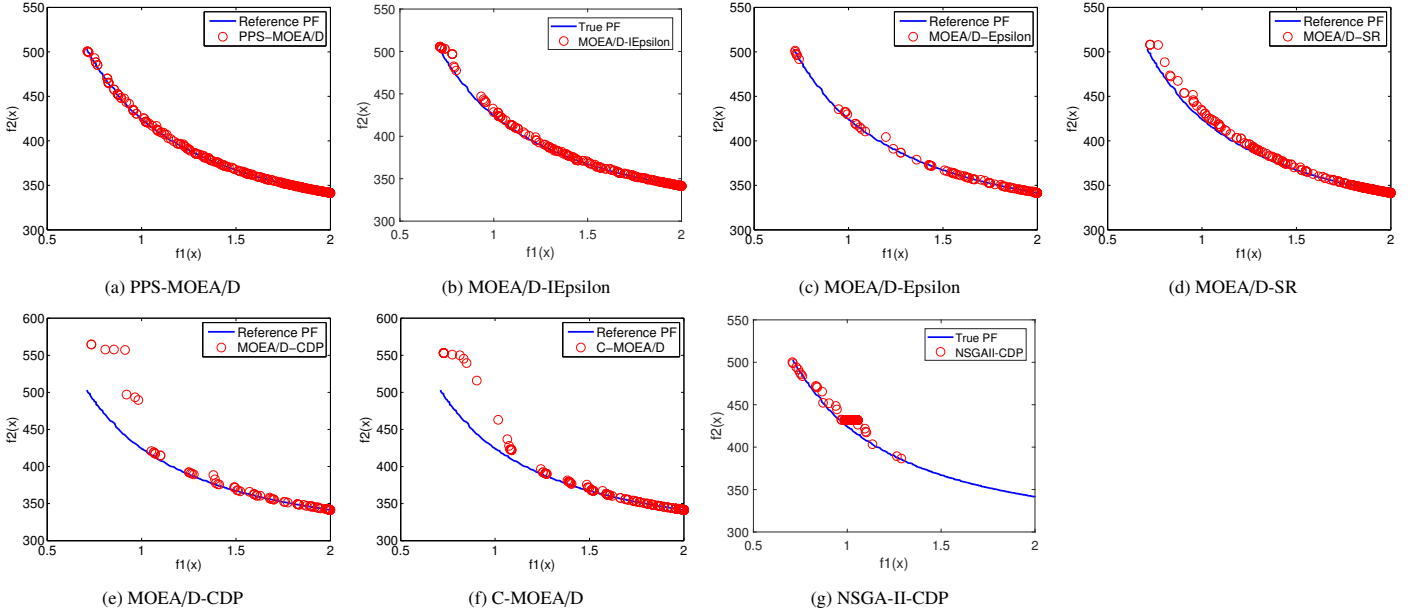 550
500
450
400
350
300
f2(x)
0.5 1 1.5 2
f1(x)
Reference PF
PPS−MOEA/D
(a) PPS-MOEA/D
550
500
450
400
350
300
f2(x)
0.5 1 1.5 2
f1(x)
True PF
MOEA/D-IEpsilon
(b) MOEA/D-IEpsilon
550
500
450
400
350
300
f2(x)
0.5 1 1.5 2
f1(x)
Reference PF
MOEA/D−Epsilon
(c) MOEA/D-Epsilon
550
500
450
400
350
300
f2(x)
0.5 1 1.5 2
f1(x)
Reference PF
MOEA/D−SR
(d) MOEA/D-SR
600
550
500
450
400
350
300
f2(x)
0.5 1 1.5 2
f1(x)
Reference PF
MOEA/D−CDP
(e) MOEA/D-CDP
600
550
500
450
400
350
300
f2(x)
0.5 1 1.5 2
f1(x)
Reference PF
C−MOEA/D
(f) C-MOEA/D
550
500
450
400
350
300
f2(x)
0.5 1 1.5 2
f1(x)
True PF
NSGAII-CDP
(g) NSGA-II-CDP